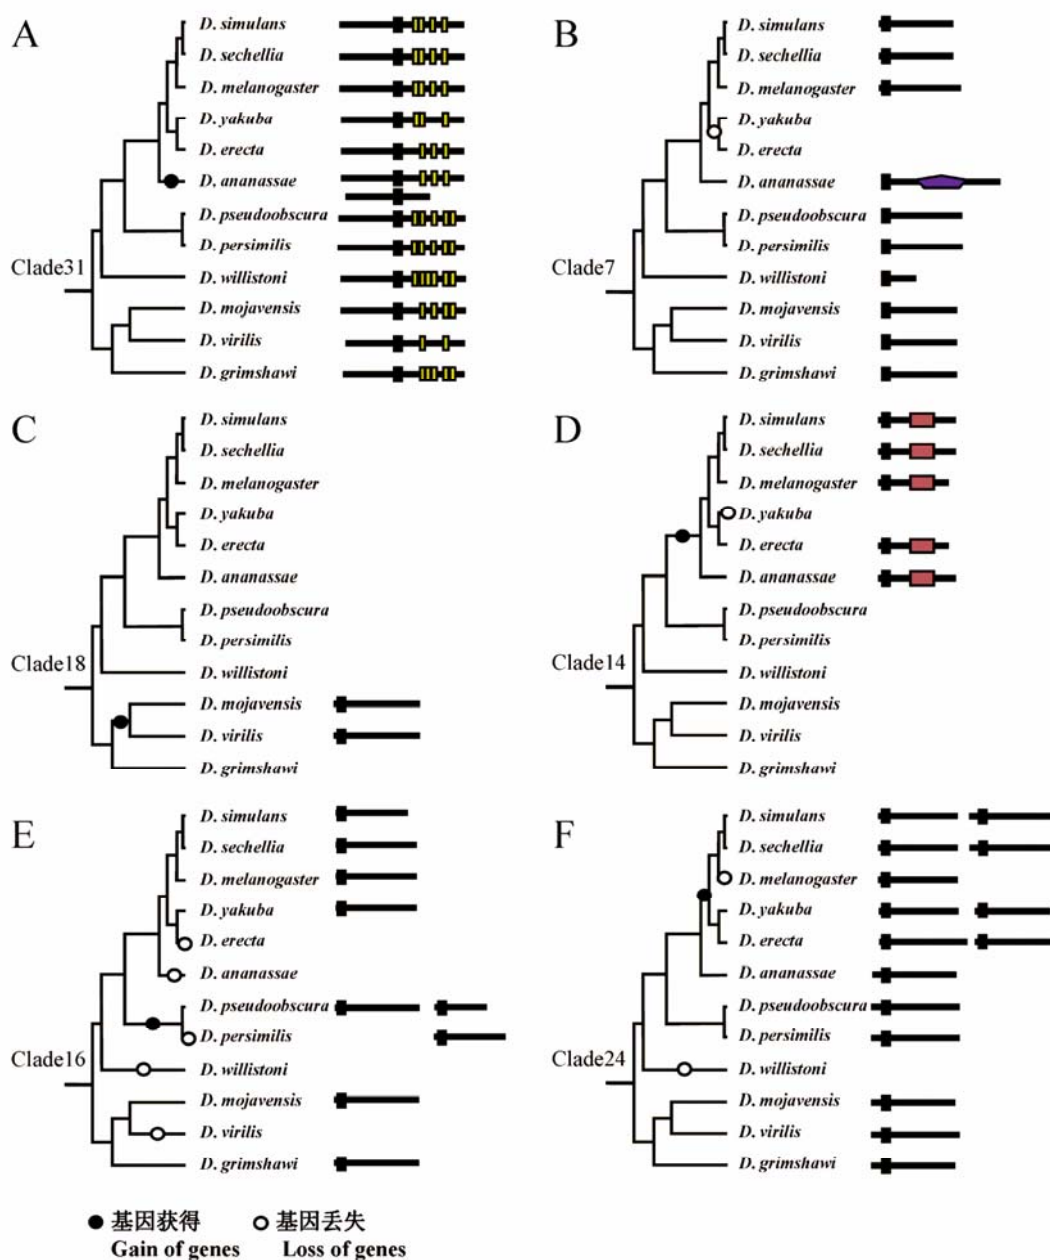 A
D. simulans
D. sechellia
D. melanogaster
D. yakuba
D. erecta
D. ananassae
D. pseudoobscura
D. persimilis
D. willistoni
D. mojavensis
D. virilis
D. grimshawi
Clade31
B
D. simulans
D. sechellia
D. melanogaster
D. yakuba
D. erecta
D. ananassae
D. pseudoobscura
D. persimilis
D. willistoni
D. mojavensis
D. virilis
D. grimshawi
Clade7
C
D. simulans
D. sechellia
D. melanogaster
D. yakuba
D. erecta
D. ananassae
D. pseudoobscura
D. persimilis
D. willistoni
D. mojavensis
D. virilis
D. grimshawi
Clade18
D
D. simulans
D. sechellia
D. melanogaster
D. yakuba
D. erecta
D. ananassae
D. pseudoobscura
D. persimilis
D. willistoni
D. mojavensis
D. virilis
D. grimshawi
Clade14
E
D. simulans
D. sechellia
D. melanogaster
D. yakuba
D. erecta
D. ananassae
D. pseudoobscura
D. persimilis
D. willistoni
D. mojavensis
D. virilis
D. grimshawi
Clade16
F
D. simulans
D. sechellia
D. melanogaster
D. yakuba
D. erecta
D. ananassae
D. pseudoobscura
D. persimilis
D. willistoni
D. mojavensis
D. virilis
D. grimshawi
Clade24
基因获得 基因丢失
Gain of genes Loss of genes